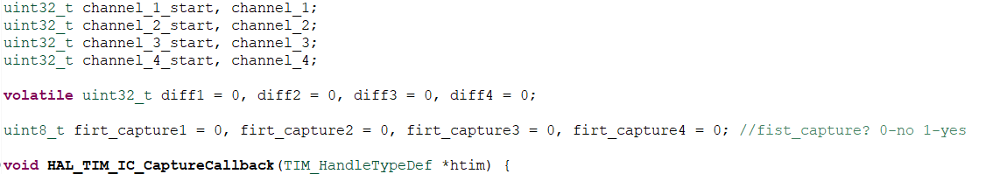 uint32_t channel_1_start, channel_1;
uint32_t channel_2_start, channel_2;
uint32_t channel_3_start, channel_3;
uint32_t channel_4_start, channel_4;
volatile uint32_t diff1 = 0, diff2 = 0, diff3 = 0, diff4 = 0;
uint8_t firt_capture1 = 0, firt_capture2 = 0, firt_capture3 = 0, firt_capture4 = 0; //fist_capture? 0-no 1-yes
void HAL_TIM_IC_CaptureCallback(TIM_HandleTypeDef *htim) {